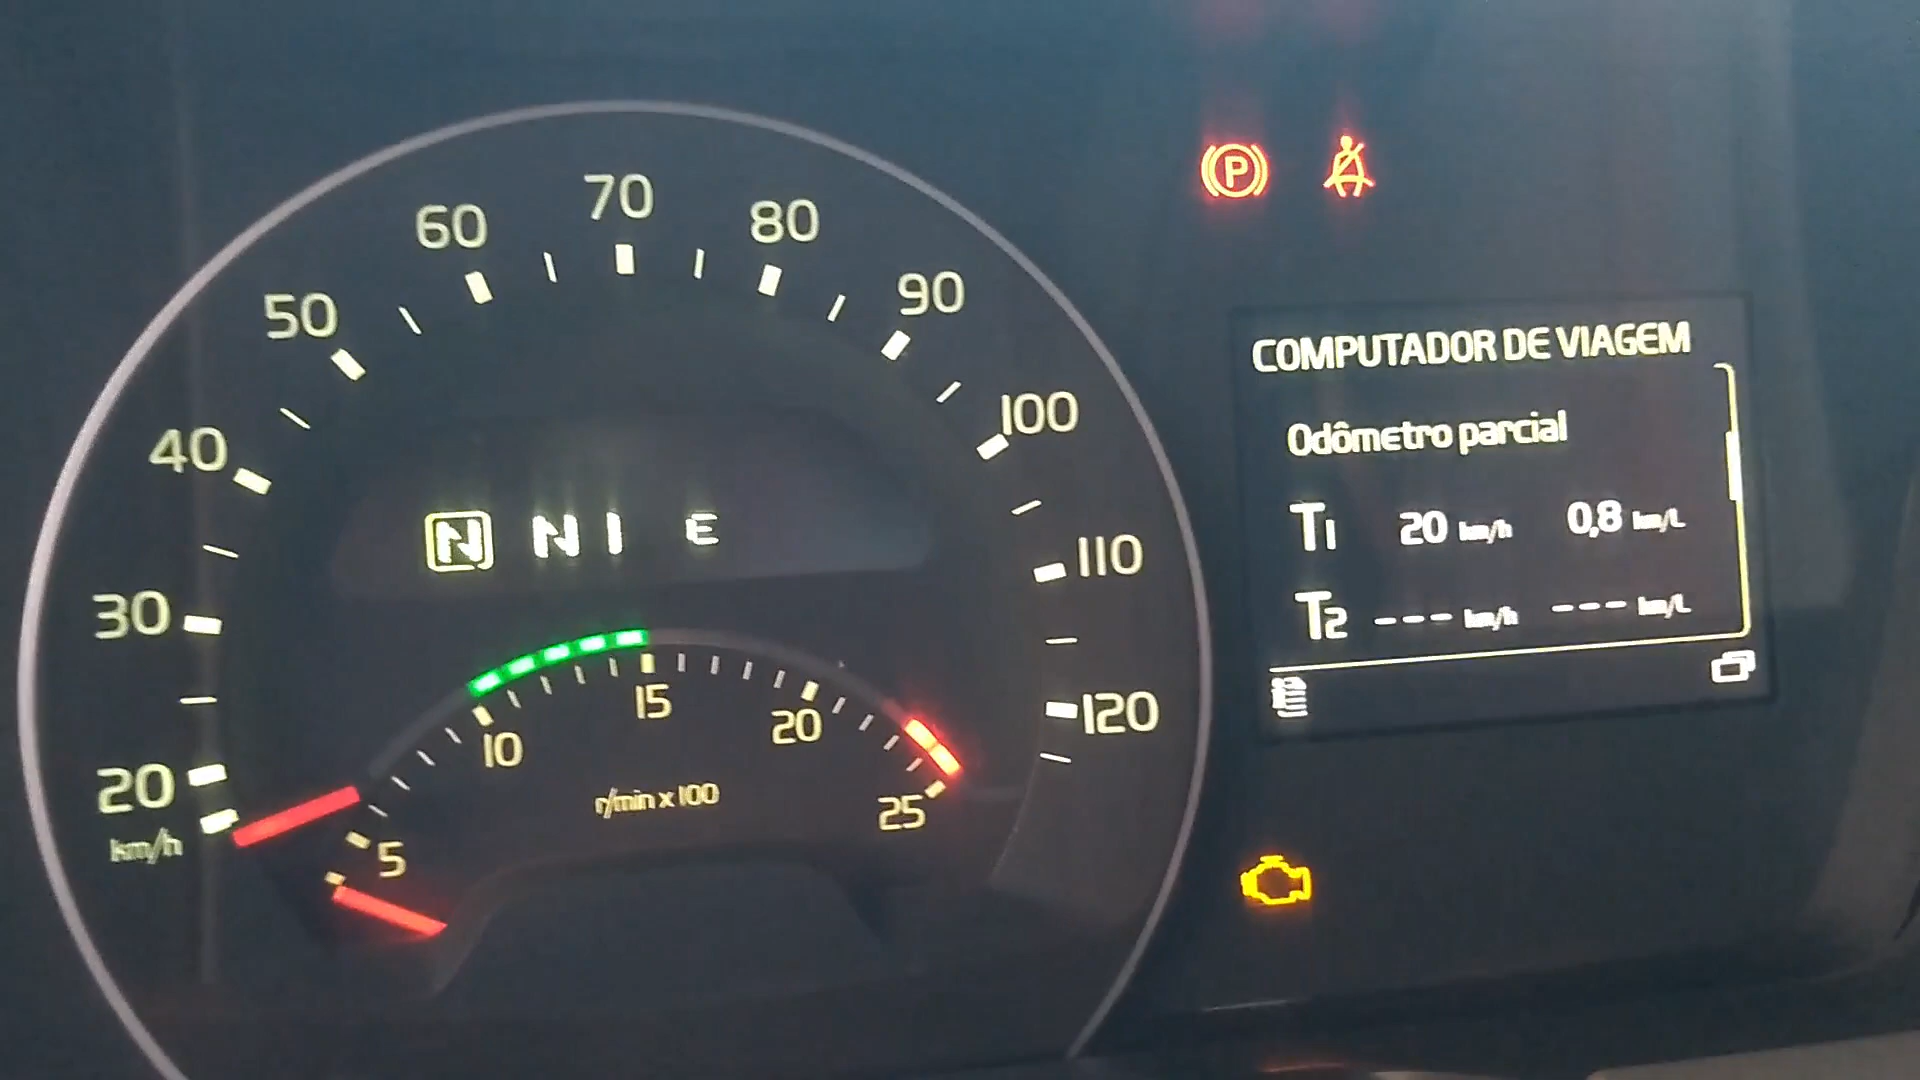 70
60
80
50
90
100
40
N N 1 E
110
30
15
120
10
20
20
r/min x 100
25
km/h
5
P
COMPUTADOR DE VIAGEM
Odômetro parcial
T1 20 km/h 0,8 km/L
T2 --- km/h --- km/L